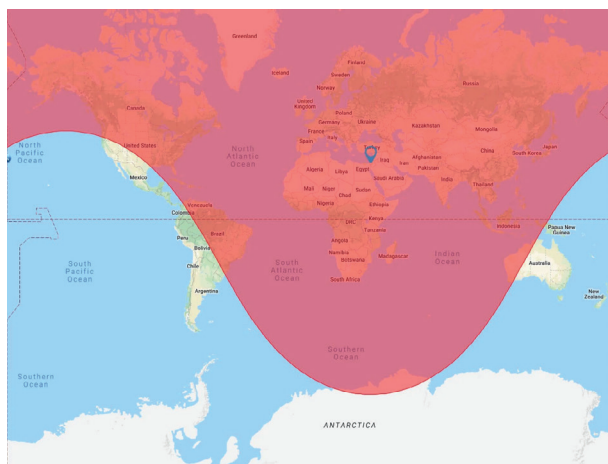 Greenland
Iceland
Finland
Sweden
Norway
Russia
Canada
United
Kingdom
Poland
Germany
Ukraine
France
Italy
Spain
Kazakhstan
Mongolia
North
Pacific
Ocean
United States
North
Atlantic
Ocean
Turkey
Iraq
Iran
Afghanistan
Pakistan
China
South Korea
Japan
Algeria
Libya
Egypt
Saudi Arabia
India
Mexico
Mali
Niger
Chad
Sudan
Thailand
Nigeria
Ethiopia
Venezuela
Colombia
DRC
Kenya
Tanzania
Indonesia
Papua New
Guinea
Peru
Brazil
Bolivia
Angola
Namibia
Botswana
Madagascar
South
Pacific
Ocean
Chile
South
Atlantic
Ocean
Indian
Ocean
Australia
South Africa
Argentina
New
Zealand
Southern
Ocean
Southern
Ocean
ANTARCTICA